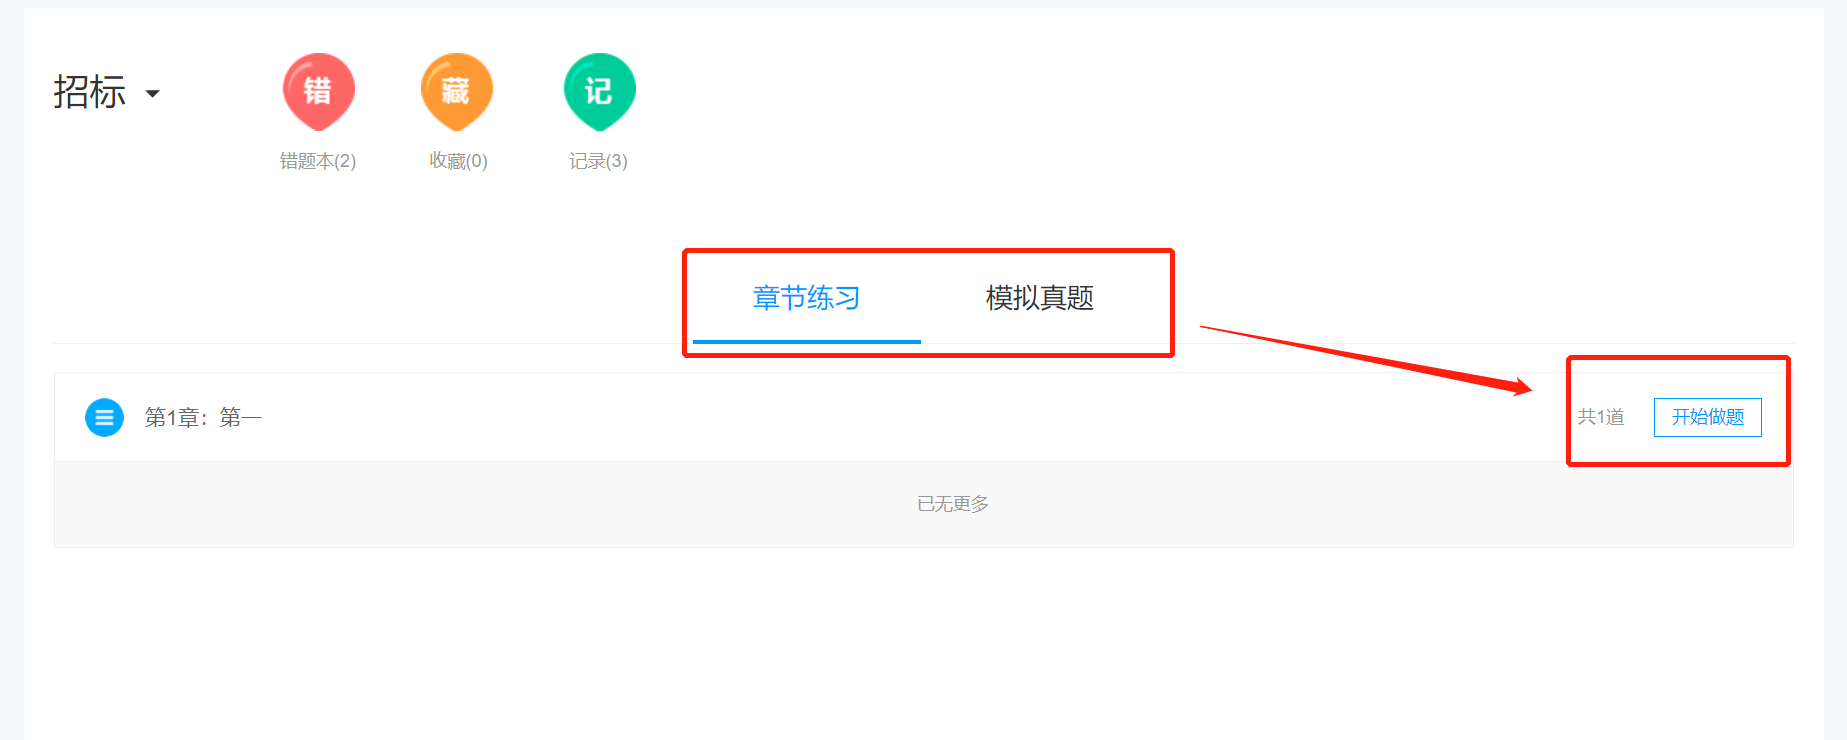 招标
错 藏 记
错题本(2) 收藏(0) 记录(3)
章节练习 模拟真题
第1章：第一 共1道 开始做题
已无更多